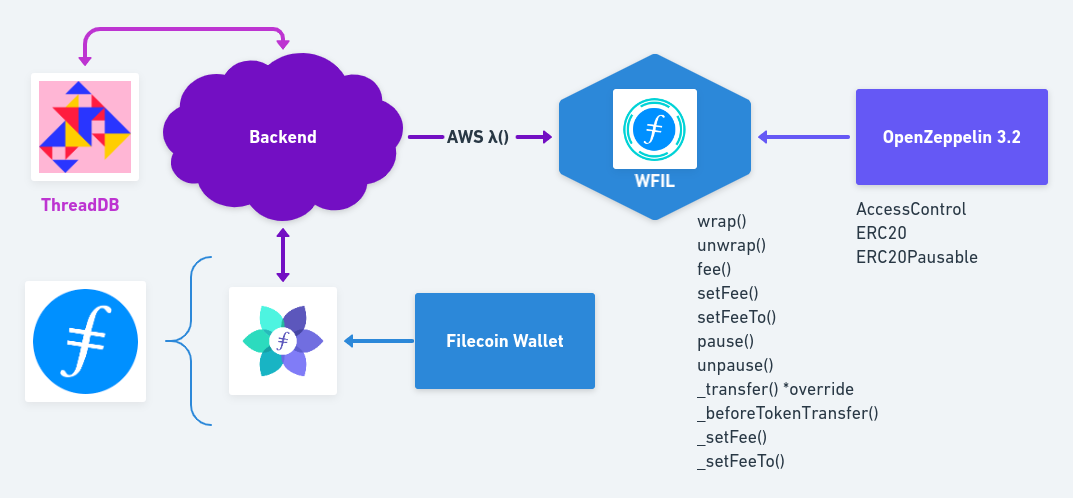 Backend
AWS λ()
WFIL
OpenZeppelin 3.2
ThreadDB
AccessControl
ERC20
ERC20Pausable
wrap()
unwrap()
fee()
setFee()
setFeeTo()
pause()
unpause()
_transfer() *override
_beforeTokenTransfer()
_setFee()
_setFeeTo()
Filecoin Wallet